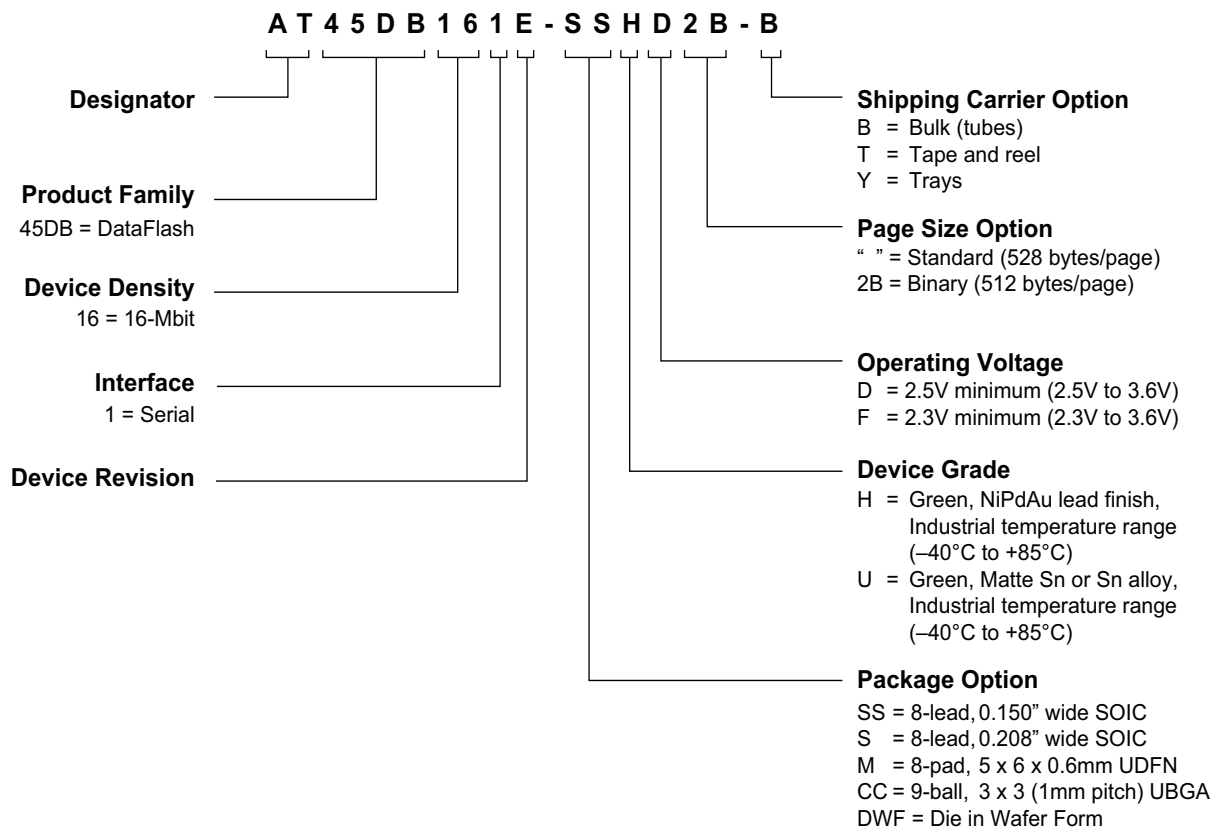 A T 4 5 D B 1 6 1 E - S S H D 2 B - B
Designator
Product Family
45DB = DataFlash
Device Density
16 = 16-Mbit
Interface
1 = Serial
Device Revision
Shipping Carrier Option
B = Bulk (tubes)
T = Tape and reel
Y = Trays
Page Size Option
“ ” = Standard (528 bytes/page)
2B = Binary (512 bytes/page)
Operating Voltage
D = 2.5V minimum (2.5V to 3.6V)
F = 2.3V minimum (2.3V to 3.6V)
Device Grade
H = Green, NiPdAu lead finish,
Industrial temperature range
(–40°C to +85°C)
U = Green, Matte Sn or Sn alloy,
Industrial temperature range
(–40°C to +85°C)
Package Option
SS = 8-lead, 0.150” wide SOIC
S = 8-lead, 0.208” wide SOIC
M = 8-pad, 5 x 6 x 0.6mm UDFN
CC = 9-ball, 3 x 3 (1mm pitch) UBGA
DWF = Die in Wafer Form